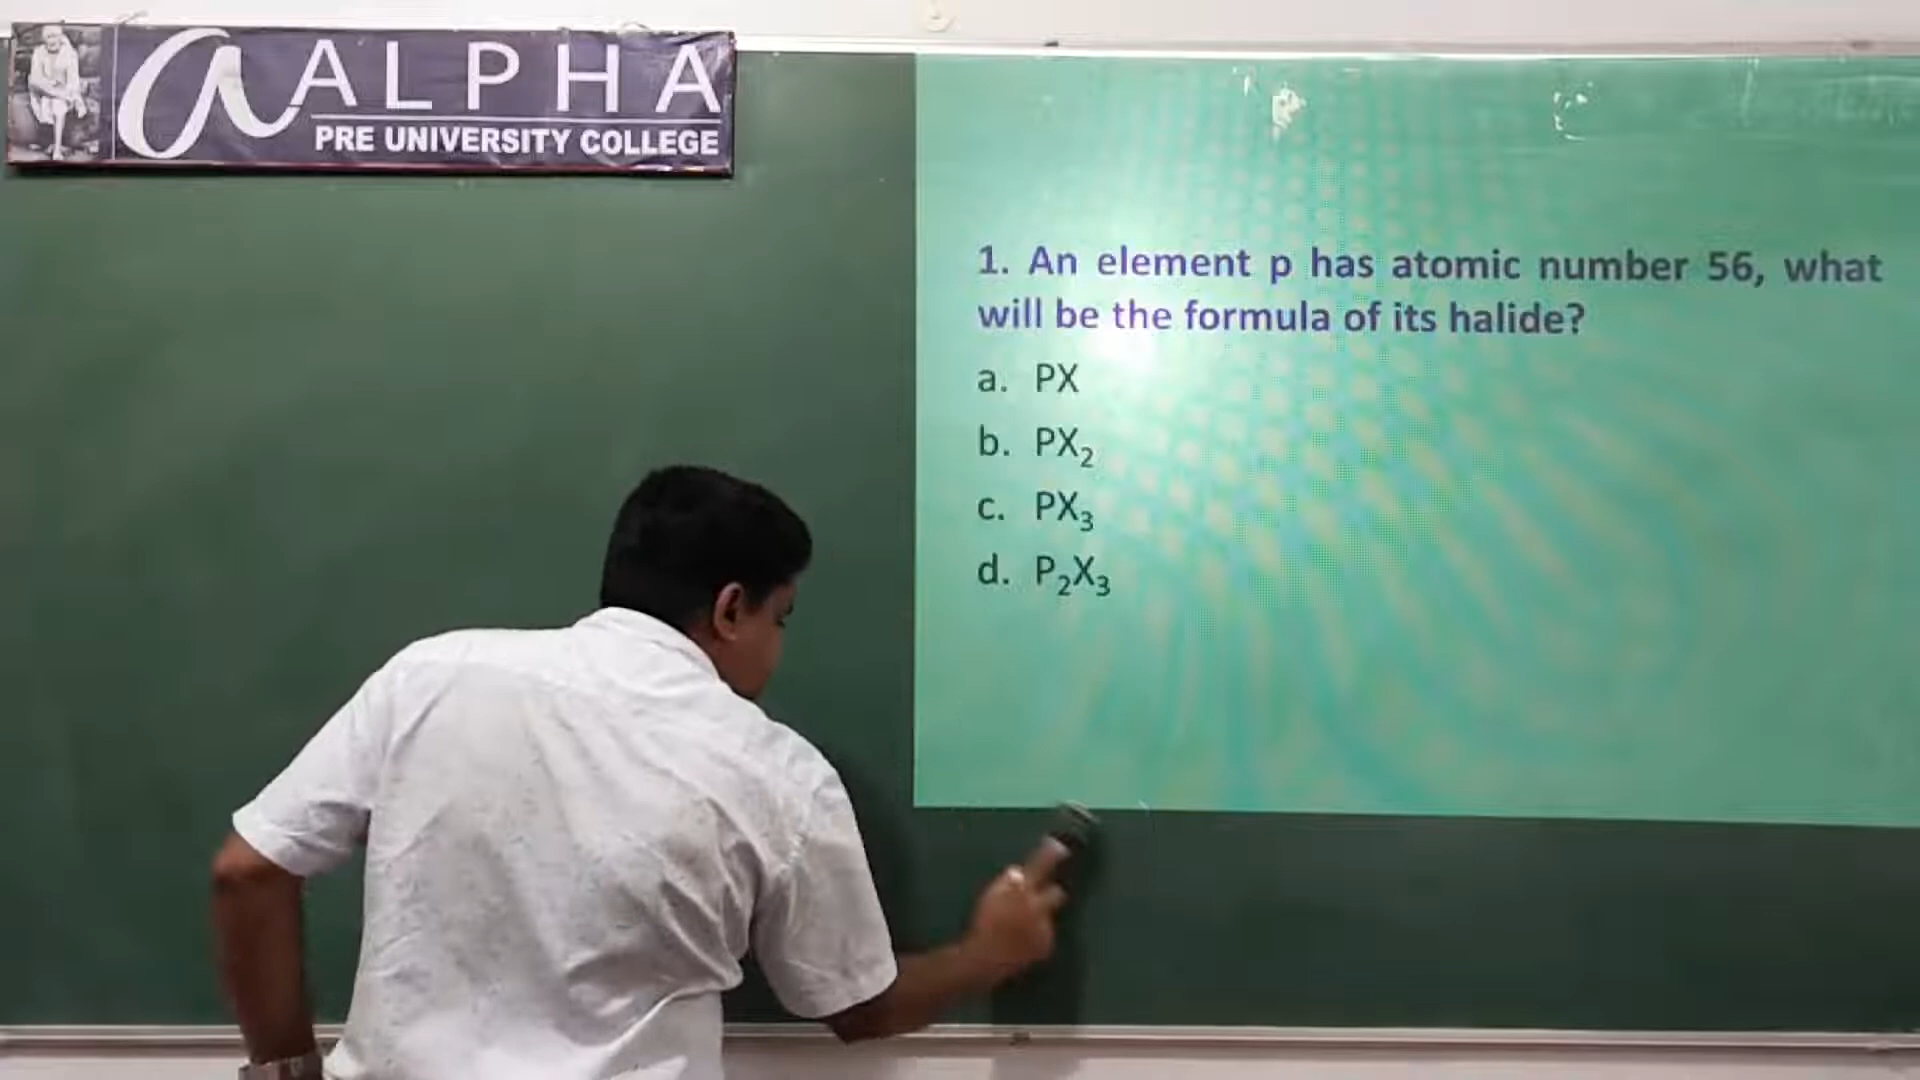 a ALPHA
PRE UNIVERSITY COLLEGE
1. An element p has atomic number 56, what
will be the formula of its halide?
a. PX
b. PX₂
c. PX₃
d. P₂X₃